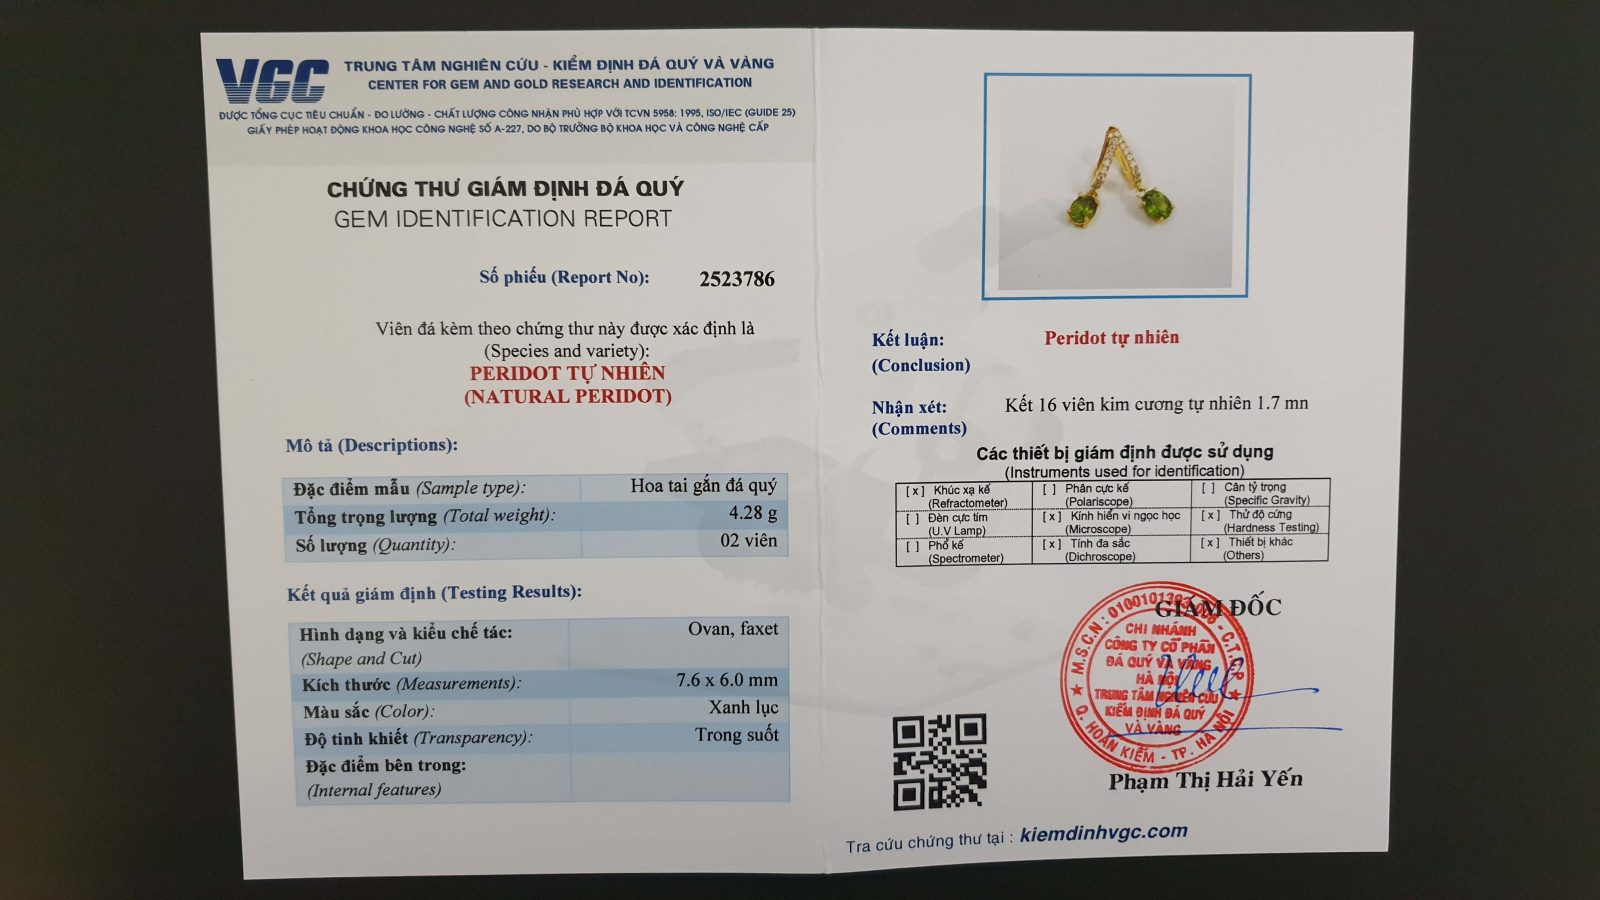 VGC
TRUNG TÂM NGHIÊN CỨU - KIỂM ĐỊNH ĐÁ QUÝ VÀ VÀNG
CENTER FOR GEM AND GOLD RESEARCH AND IDENTIFICATION
ĐƯỢC TỔNG CỤC TIÊU CHUẨN - ĐO LƯỜNG - CHẤT LƯỢNG CÔNG NHẬN PHÙ HỢP VỚI TCVN 5958: 1995, ISO/IEC (GUIDE 25)
GIẤY PHÉP HOẠT ĐỘNG KHOA HỌC CÔNG NGHỆ SỐ A-227, DO BỘ TRƯỞNG BỘ KHOA HỌC VÀ CÔNG NGHỆ CẤP
CHỨNG THƯ GIÁM ĐỊNH ĐÁ QUÝ
GEM IDENTIFICATION REPORT
Số phiếu (Report No): 2523786
Viên đá kèm theo chứng thư này được xác định là
(Species and variety):
PERIDOT TỰ NHIÊN
(NATURAL PERIDOT)
Mô tả (Descriptions):
Đặc điểm mẫu (Sample type): Hoa tai gắn đá quý
Tổng trọng lượng (Total weight): 4.28 g
Số lượng (Quantity): 02 viên
Kết quả giám định (Testing Results):
Hình dạng và kiểu chế tác: Ovan, faxet
(Shape and Cut)
Kích thước (Measurements): 7.6 x 6.0 mm
Màu sắc (Color): Xanh lục
Độ tinh khiết (Transparency): Trong suốt
Đặc điểm bên trong:
(Internal features)
Kết luận: Peridot tự nhiên
(Conclusion)
Nhận xét: Kết 16 viên kim cương tự nhiên 1.7 mn
(Comments)
Các thiết bị giám định được sử dụng
(Instruments used for identification)
[x] Khúc xạ kế [ ] Phân cực kế [ ] Cân tỷ trọng
(Refractometer) (Polariscope) (Specific Gravity)
[ ] Đèn cực tím [x] Kính hiển vi ngọc học [x] Thử độ cứng
(U.V Lamp) (Microscope) (Hardness Testing)
[ ] Phổ kế [x] Tính đa sắc [x] Thiết bị khác
(Spectrometer) (Dichroscope) (Others)
GIÁM ĐỐC
CHI NHÁNH
CÔNG TY CỔ PHẦN
ĐÁ QUÝ VÀ VÀNG
HÀ NỘI
TRUNG TÂM NGHIÊN CỨU
KIỂM ĐỊNH ĐÁ QUÝ
VÀ VÀNG
Q. HOÀN KIẾM - TP. HÀ NỘI
Phạm Thị Hải Yến
Tra cứu chứng thư tại : kiemdinhvgc.com